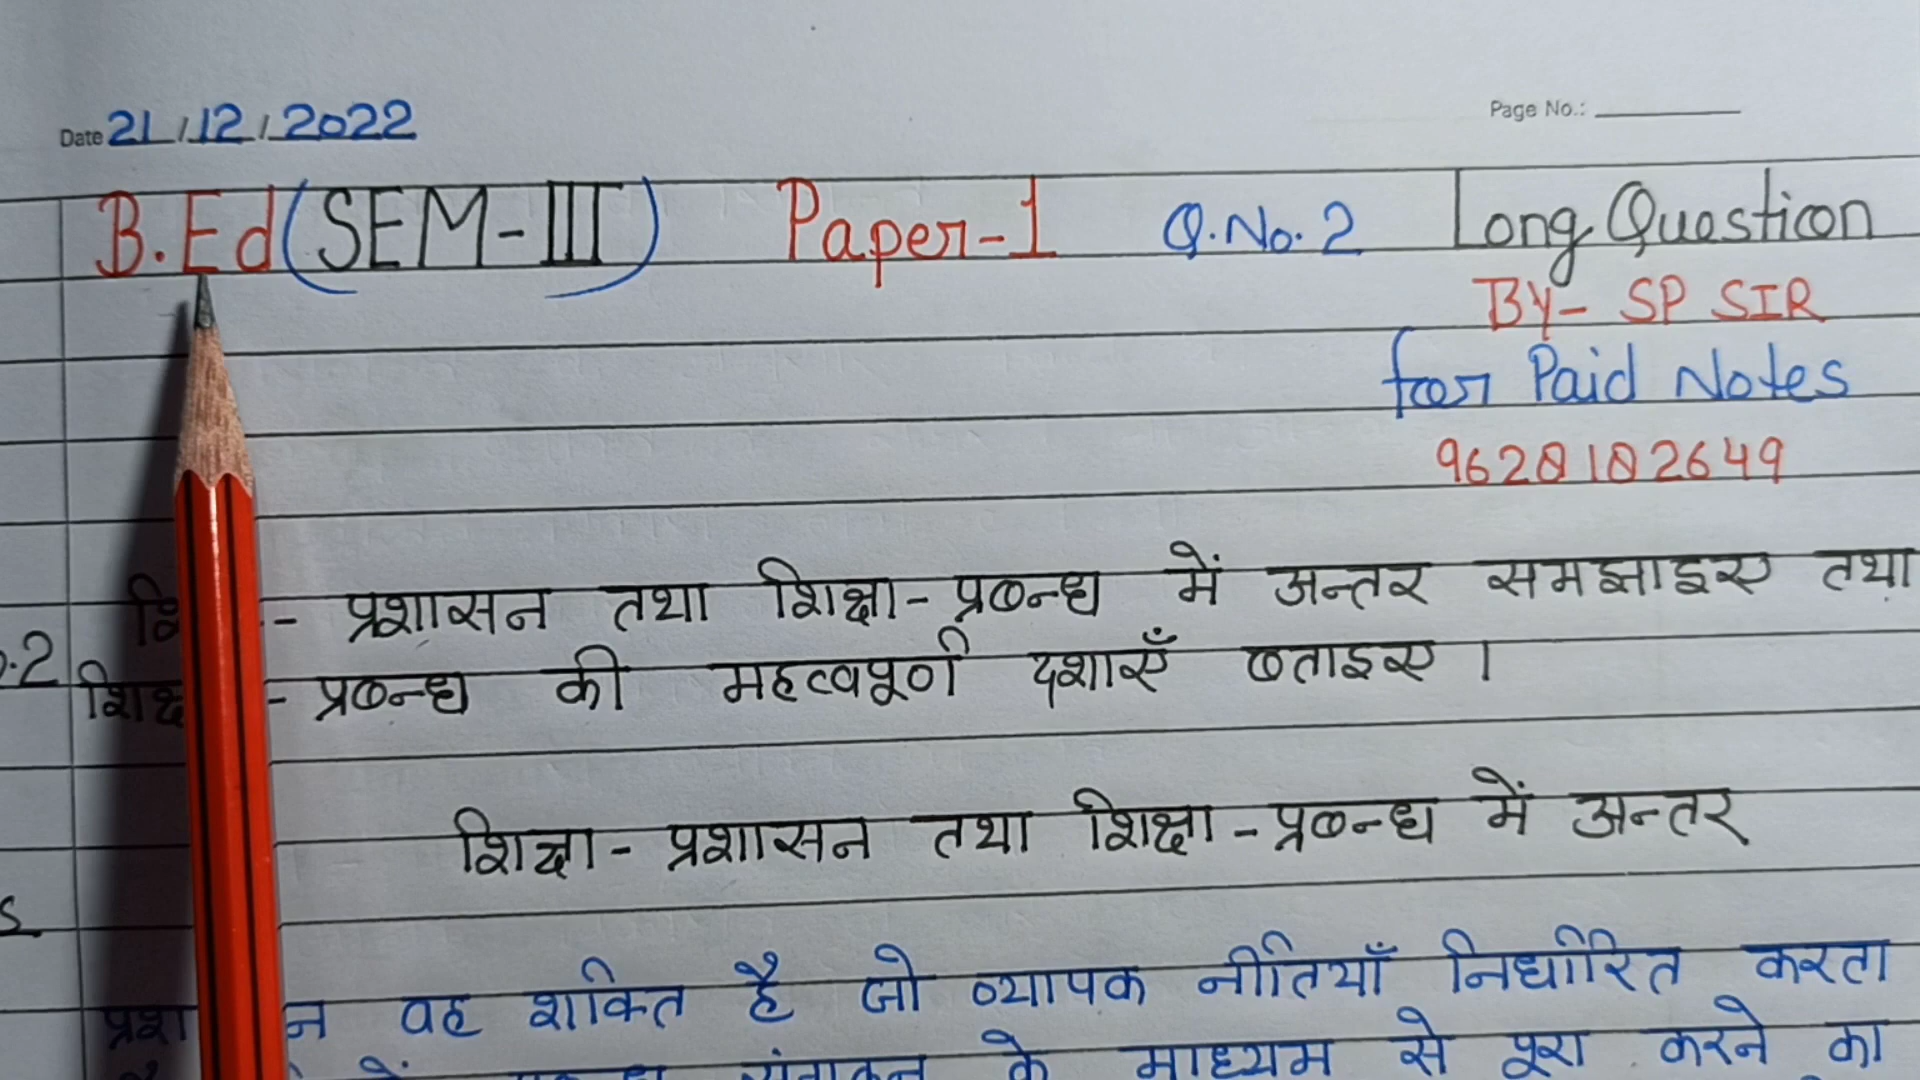 Date 21/12/2022 Page No.:
B.Ed (SEM-III) Paper-1 Q.No. 2 Long Question
BY- SP SIR
for Paid Notes
9628182649
- प्रशासन तथा शिक्षा - प्रबन्ध में अन्तर समझाइए तथा
.2
- प्रबन्ध की महत्वपूर्ण दशाएँ बताइए ।
शिक्षा - प्रशासन तथा शिक्षा - प्रबन्ध में अन्तर
वह शक्ति है जो व्यापक नीतियाँ निर्धारित करता
के माध्यम से पूरा करने का